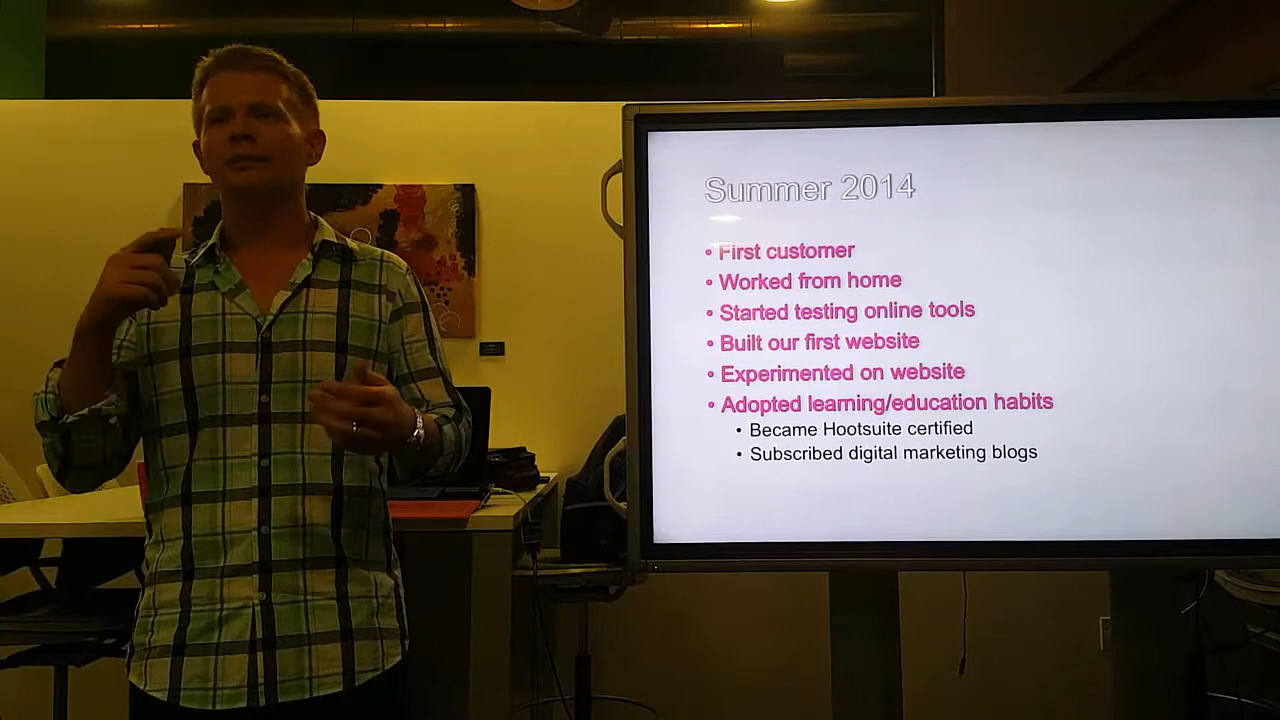 Summer 2014
• First customer
• Worked from home
• Started testing online tools
• Built our first website
• Experimented on website
• Adopted learning/education habits
• Became Hootsuite certified
• Subscribed digital marketing blogs